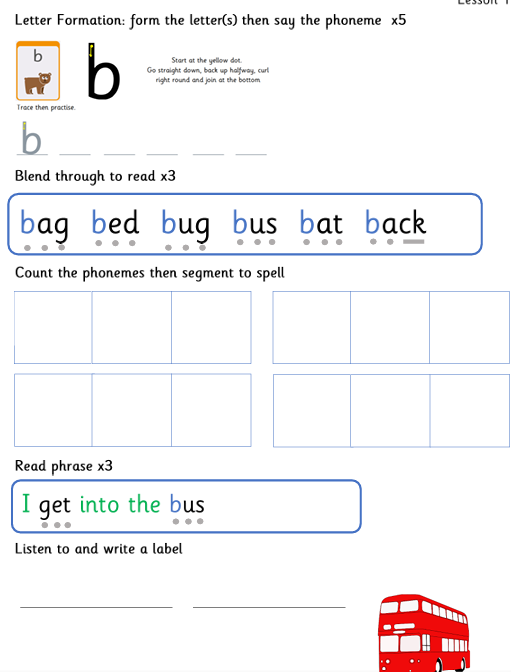 Lesson
Letter Formation: form the letter(s) then say the phoneme x5
b
b
Start at the yellow dot.
Go straight down, back up halfway, curl
right round and join at the bottom.
Trace then practise.
b
Blend through to read x3
bag bed bug bus bat back
Count the phonemes then segment to spell
Read phrase x3
I get into the bus
Listen to and write a label